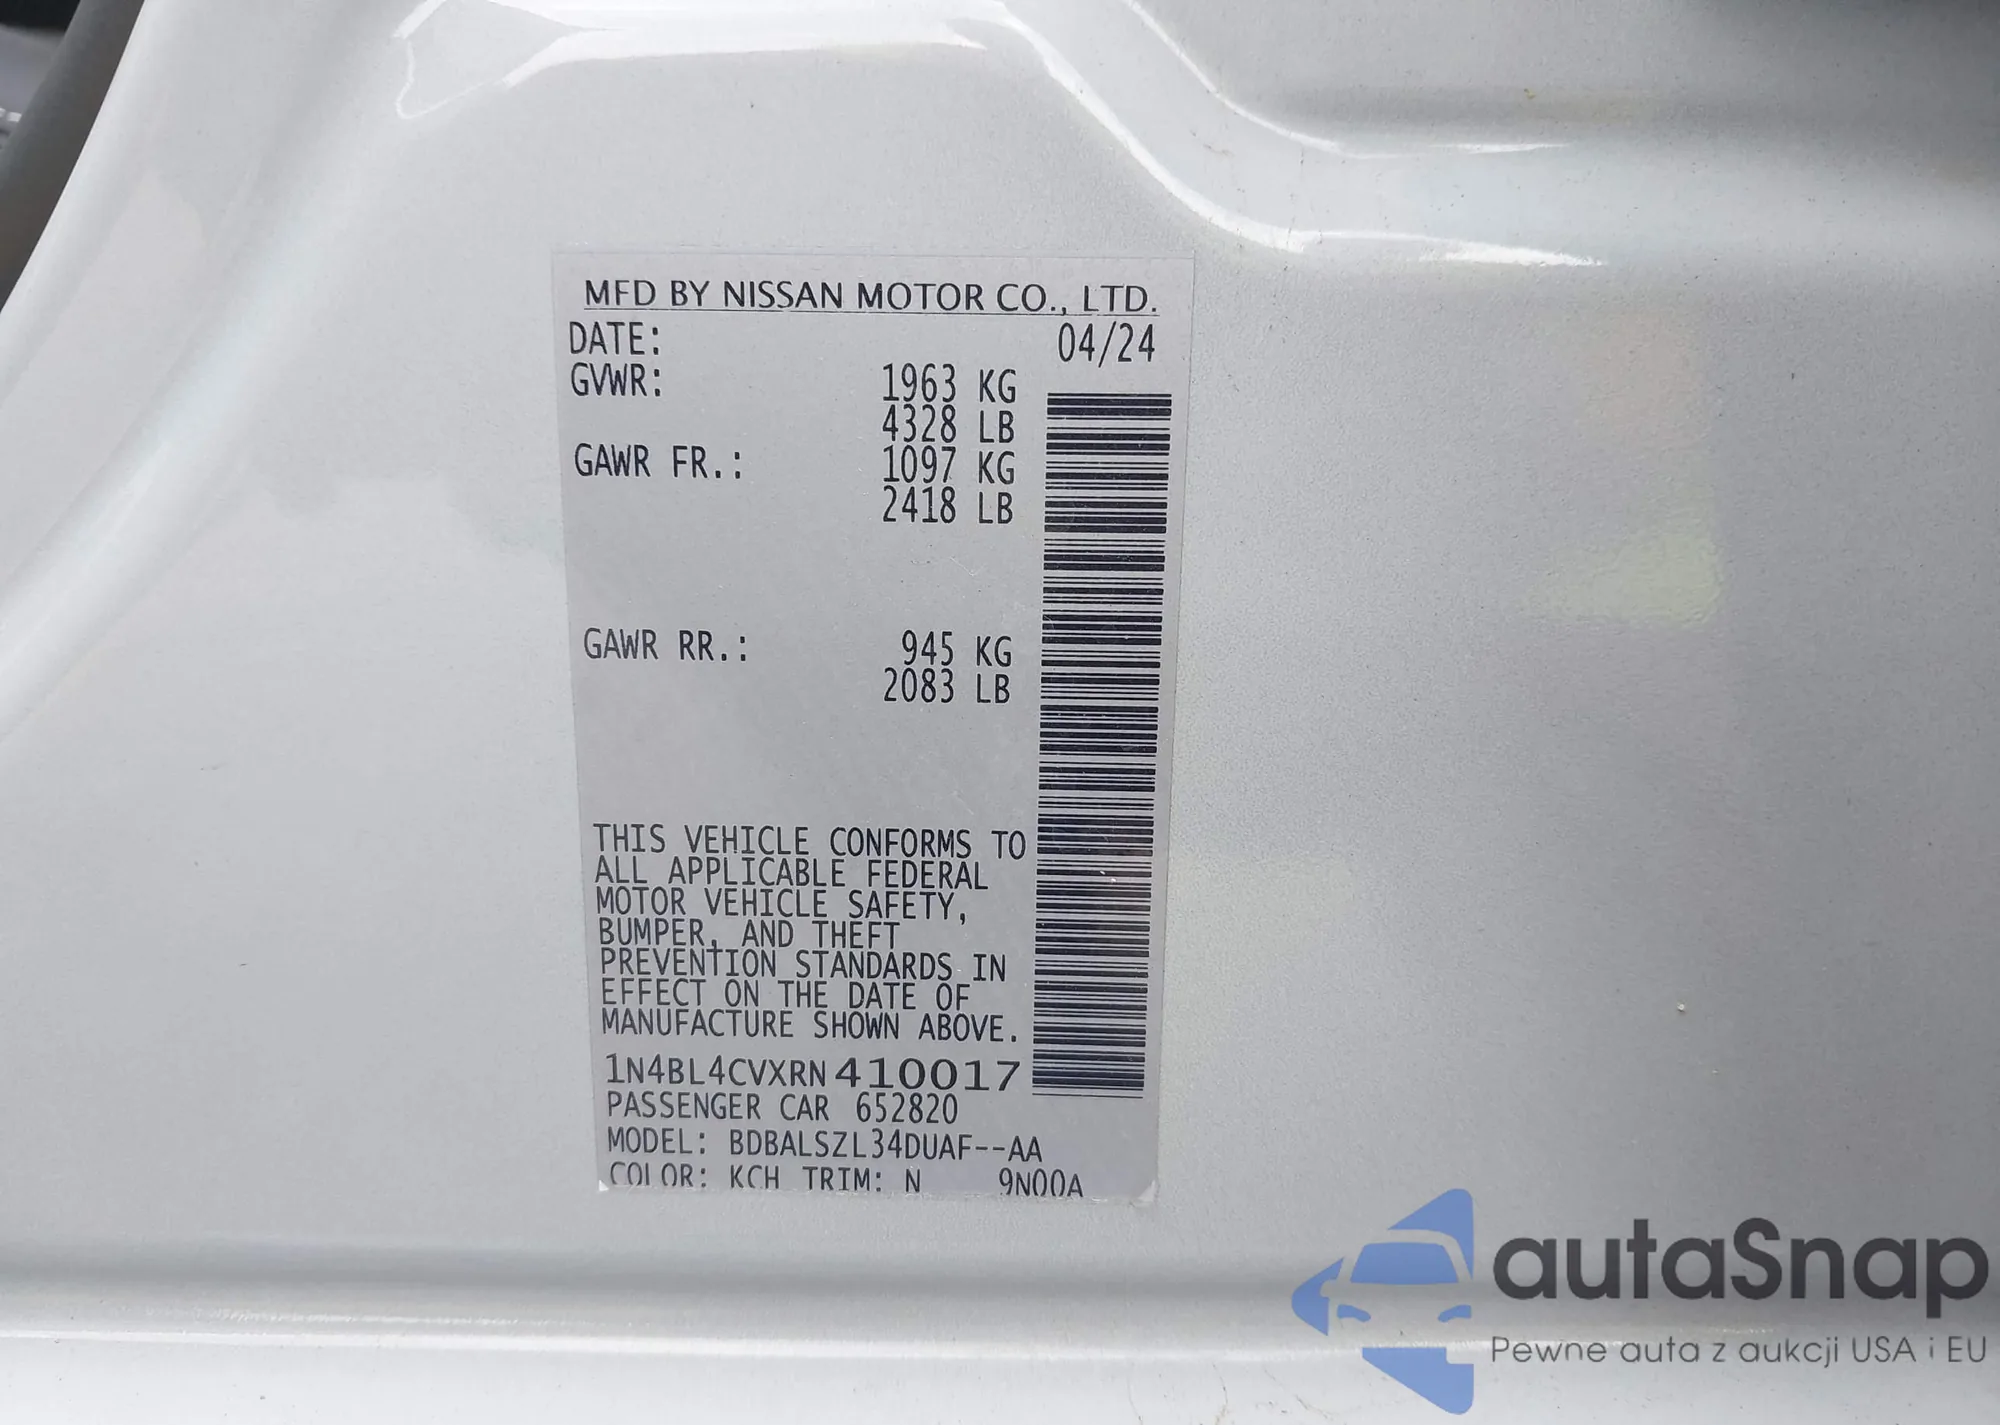 MFD BY NISSAN MOTOR CO., LTD.
DATE: 04/24
GVWR: 1963 KG
4328 LB
GAWR FR.: 1097 KG
2418 LB
GAWR RR.: 945 KG
2083 LB
THIS VEHICLE CONFORMS TO
ALL APPLICABLE FEDERAL
MOTOR VEHICLE SAFETY,
BUMPER, AND THEFT
PREVENTION STANDARDS IN
EFFECT ON THE DATE OF
MANUFACTURE SHOWN ABOVE.
1N4BL4CVXRN410017
PASSENGER CAR 652820
MODEL: BDBALSZL34DUAF--AA
COLOR: KCH TRIM: N 9N00A
autaSnap
Pewne auta z aukcji USA i EU